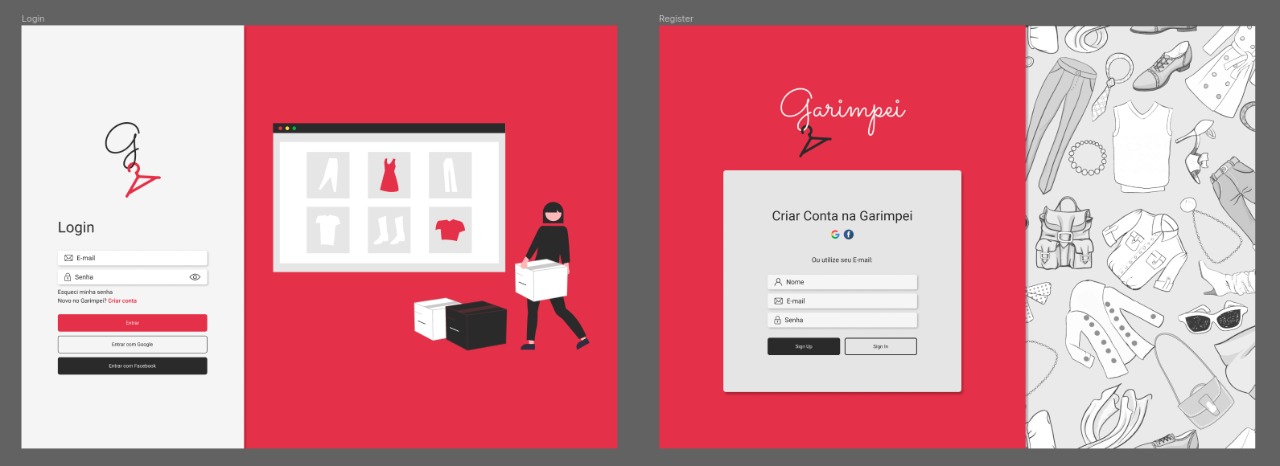 Login
Register
G
Login
E-mail
Senha
Esqueci minha senha
Novo no Garimpei? Criar conta
Entrar
Entrar com Google
Entrar com Facebook
Garimpei
Criar Conta na Garimpei
G f
Ou utilize seu E-mail:
Nome
E-mail
Senha
Sign Up
Sign In